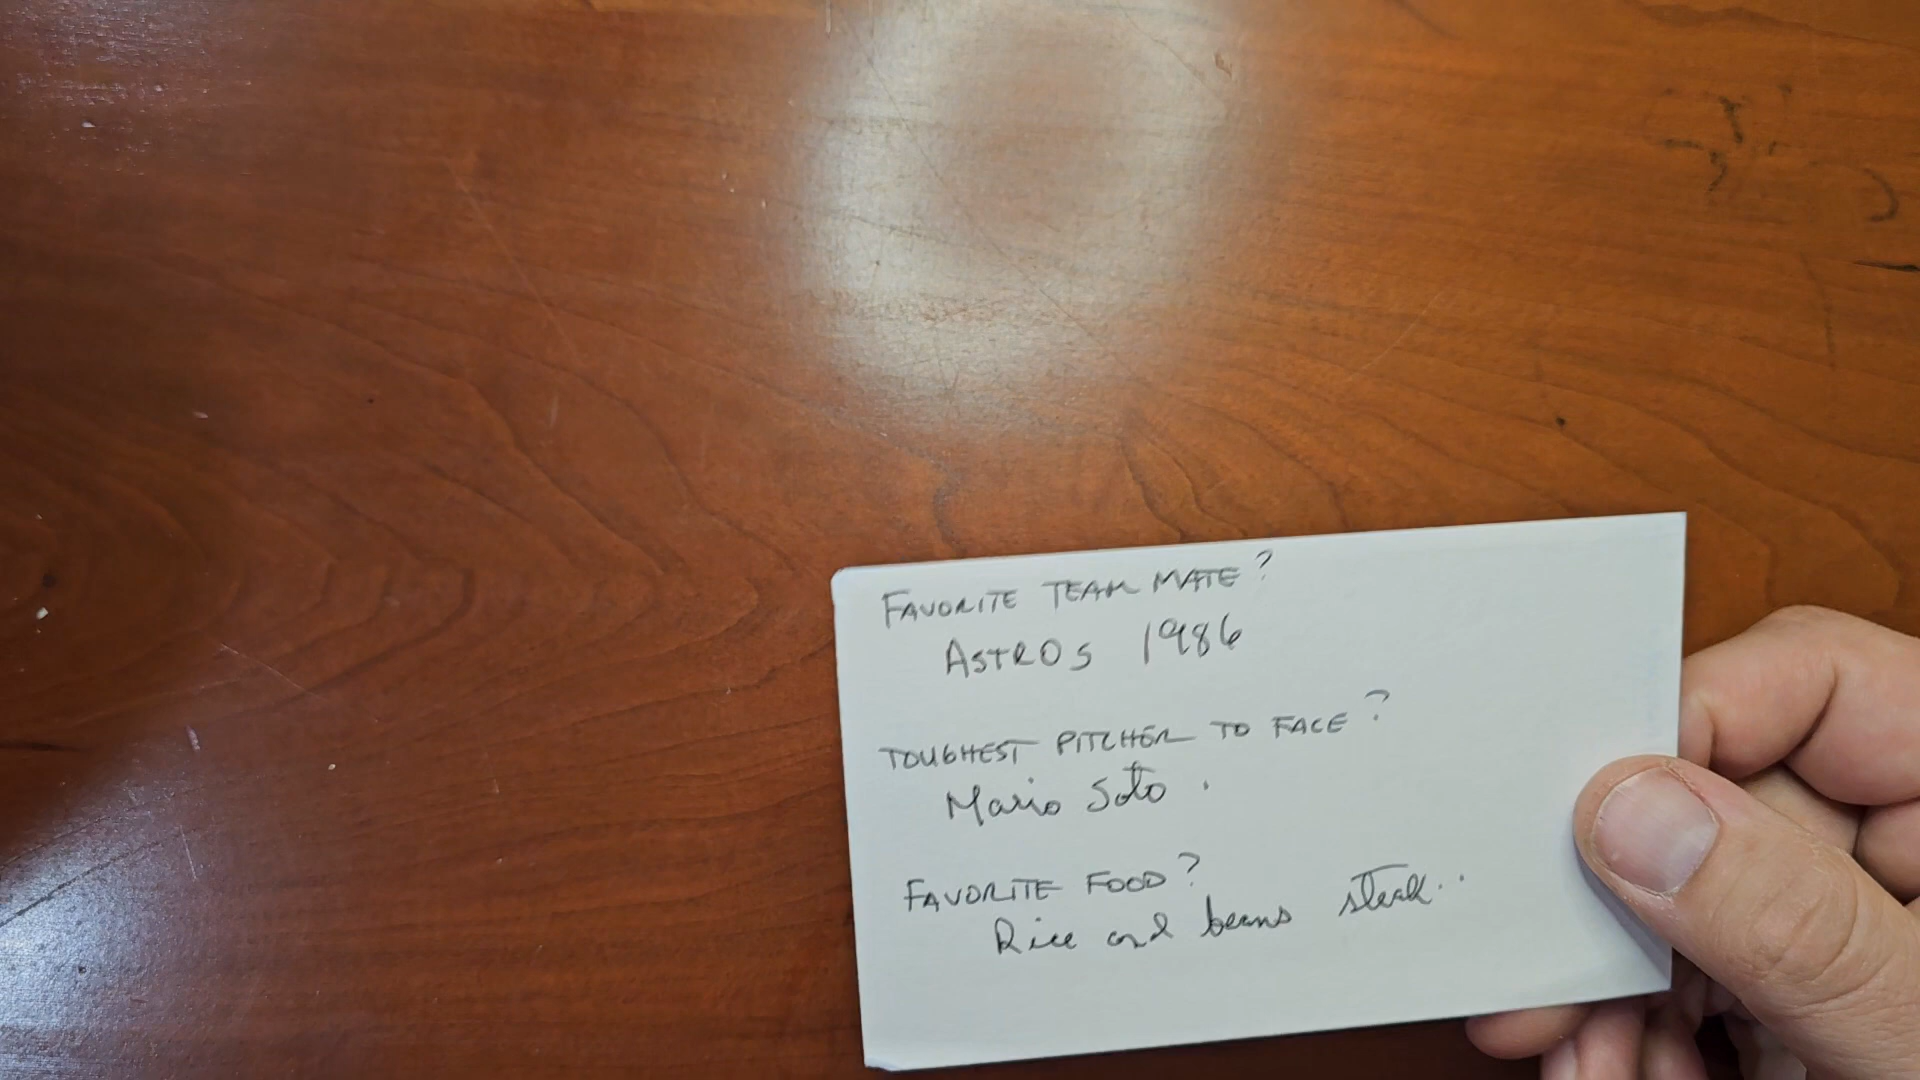 FAVORITE TEAM MATE?
ASTROS 1986
TOUGHEST PITCHER TO FACE?
Mario Soto.
FAVORITE FOOD?
Rice and beans steak..